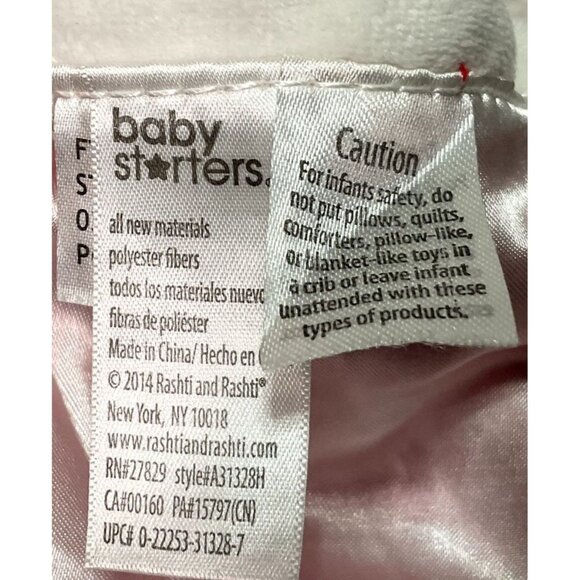 baby
starters®
all new materials
polyester fibers
todos los materiales
fibras de poliéster
Made in China/ Hecho en
© 2014 Rashti and Rashti®
New York, NY 10018
www.rashtiandrashti.com
RN#27829 style#A31328H
CA#00160 PA#15797(CN)
UPC# 0-22253-31328-7
Caution
For infants safety, do
not put pillows, quilts,
comforters, pillow-like,
or blanket-like toys in
a crib or leave infant
unattended with these
types of products.